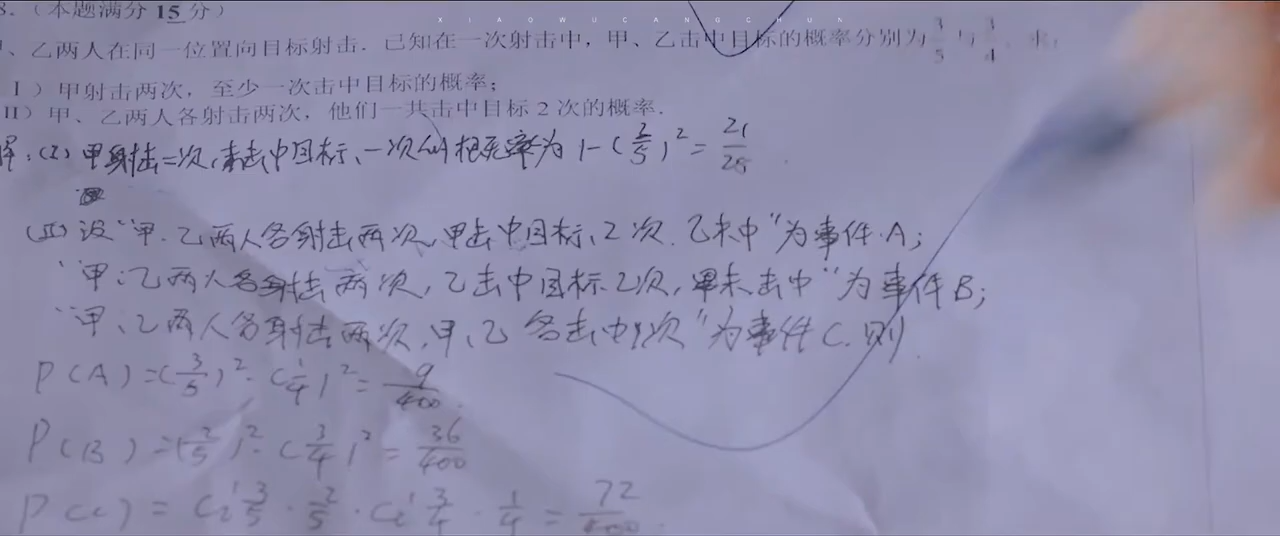 8.（本题满分 15 分）
XIAOWUCANGCHUN
、乙两人在同一位置向目标射击. 已知在一次射击中，甲、乙击中目标的概率分别为 3/5 与 3/4 . 求:
I）甲射击两次，至少一次击中目标的概率；
II）甲、乙两人各射击两次，他们一共击中目标 2 次的概率.
解:(I) 甲射击二次,未击中目标、一次的概率为 1-(2/5)² = 21/25
(II) 设"甲、乙两人各射击两次,甲击中目标、2次.乙未中"为事件A;
"甲、乙两人各射击两次,乙击中目标2次,甲未击中"为事件B;
"甲、乙两人各射击两次,甲、乙各击中1次"为事件C.则
P(A)=(3/5)²·(1/4)²=9/400.
P(B)=(2/5)²·(3/4)²=36/400
P(C)=C₂¹ 3/5 · 2/5 · C₂¹ 3/4 · 1/4 = 72/400.